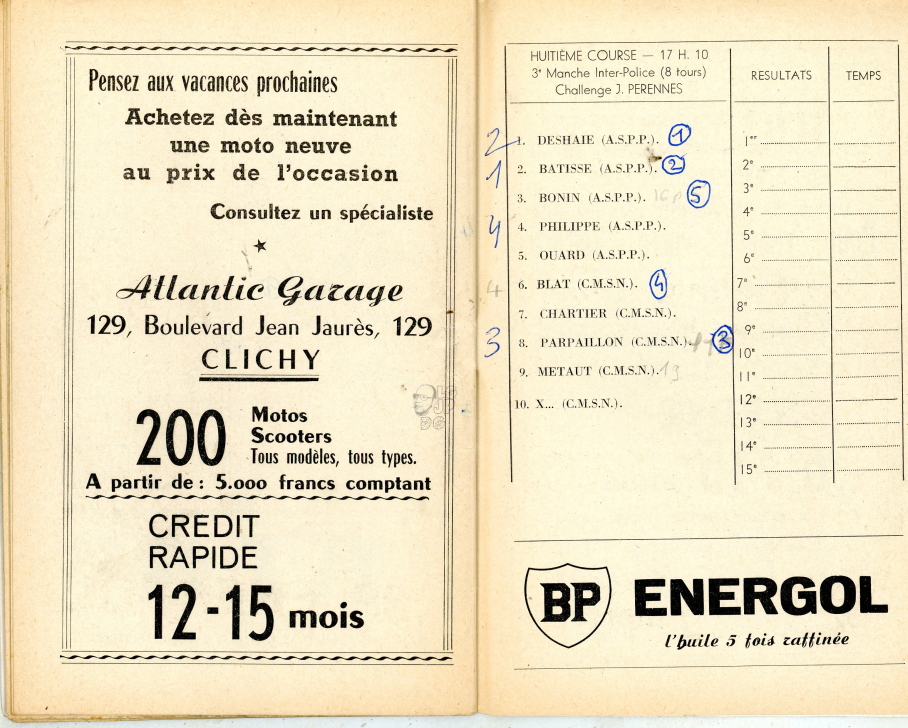 Pensez aux vacances prochaines
Achetez dès maintenant
une moto neuve
au prix de l'occasion
Consultez un spécialiste
Atlantic Garage
129, Boulevard Jean Jaurès, 129
CLICHY
200 Motos
Scooters
Tous modèles, tous types.
A partir de : 5.000 francs comptant
CREDIT
RAPIDE
12-15 mois
HUITIÈME COURSE — 17 H. 10
3e Manche Inter-Police (8 tours)
Challenge J. PERENNES
RESULTATS
TEMPS
2 1. DESHAIE (A.S.P.P.). 1
1 2. BATISSE (A.S.P.P.). 2
3. BONIN (A.S.P.P.). 5
4 4. PHILIPPE (A.S.P.P.).
5. OUARD (A.S.P.P.).
4 6. BLAT (C.M.S.N.). 4
7. CHARTIER (C.M.S.N.).
3 8. PARPAILLON (C.M.S.N.). 3
9. METAUT (C.M.S.N.). 19
10. X... (C.M.S.N.).
1er
2e
3e
4e
5e
6e
7e
8e
9e
10e
11e
12e
13e
14e
15e
BP ENERGOL
l'huile 5 fois raffinée